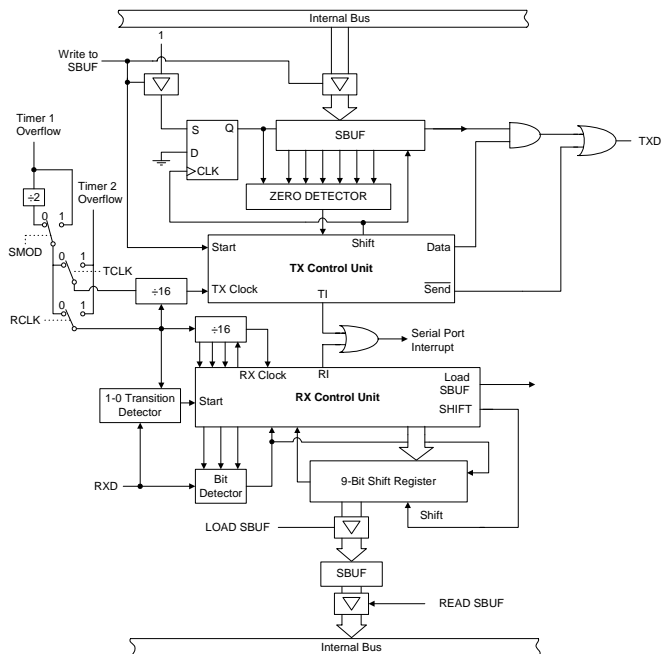 Internal Bus
1
Write to
SBUF
Timer 1
Overflow
S
Q
D
CLK
SBUF
TXD
÷2
Timer 2
Overflow
ZERO DETECTOR
0
1
SMOD
Shift
Start
Data
TX Control Unit
0
1
TCLK
÷16
TX Clock
TI
Send
0
1
RCLK
÷16
Serial Port
Interrupt
RX Clock
RI
Load
SBUF
1-0 Transition
Detector
Start
RX Control Unit
SHIFT
RXD
Bit
Detector
9-Bit Shift Register
Shift
LOAD SBUF
SBUF
READ SBUF
Internal Bus